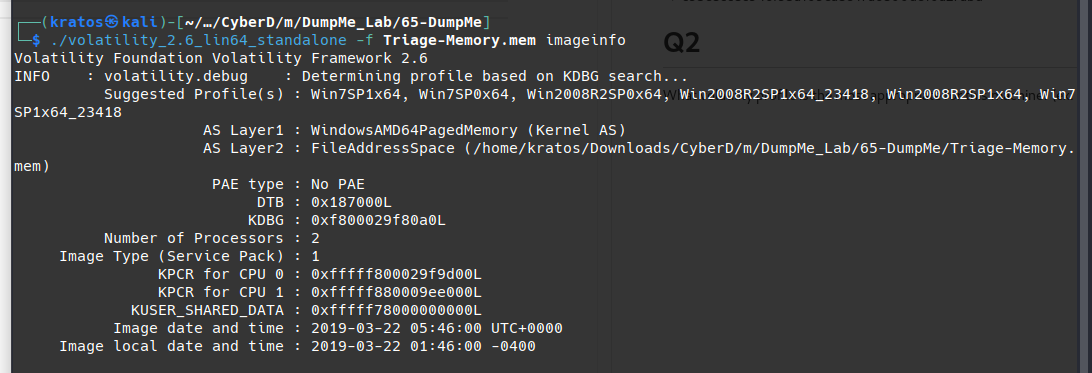 ┌──(kratos㉿kali)-[~/…/CyberD/m/DumpMe_Lab/65-DumpMe]
└─$ ./volatility_2.6_lin64_standalone -f Triage-Memory.mem imageinfo
Q2
Volatility Foundation Volatility Framework 2.6
INFO    : volatility.debug    : Determining profile based on KDBG search...
          Suggested Profile(s) : Win7SP1x64, Win7SP0x64, Win2008R2SP0x64, Win2008R2SP1x64_23418, Win2008R2SP1x64, Win7
SP1x64_23418
                     AS Layer1 : WindowsAMD64PagedMemory (Kernel AS)
                     AS Layer2 : FileAddressSpace (/home/kratos/Downloads/CyberD/m/DumpMe_Lab/65-DumpMe/Triage-Memory.
mem)
                      PAE type : No PAE
                           DTB : 0x187000L
                          KDBG : 0xf800029f80a0L
          Number of Processors : 2
     Image Type (Service Pack) : 1
                KPCR for CPU 0 : 0xfffff800029f9d00L
                KPCR for CPU 1 : 0xfffff880009ee000L
             KUSER_SHARED_DATA : 0xfffff78000000000L
           Image date and time : 2019-03-22 05:46:00 UTC+0000
     Image local date and time : 2019-03-22 01:46:00 -0400